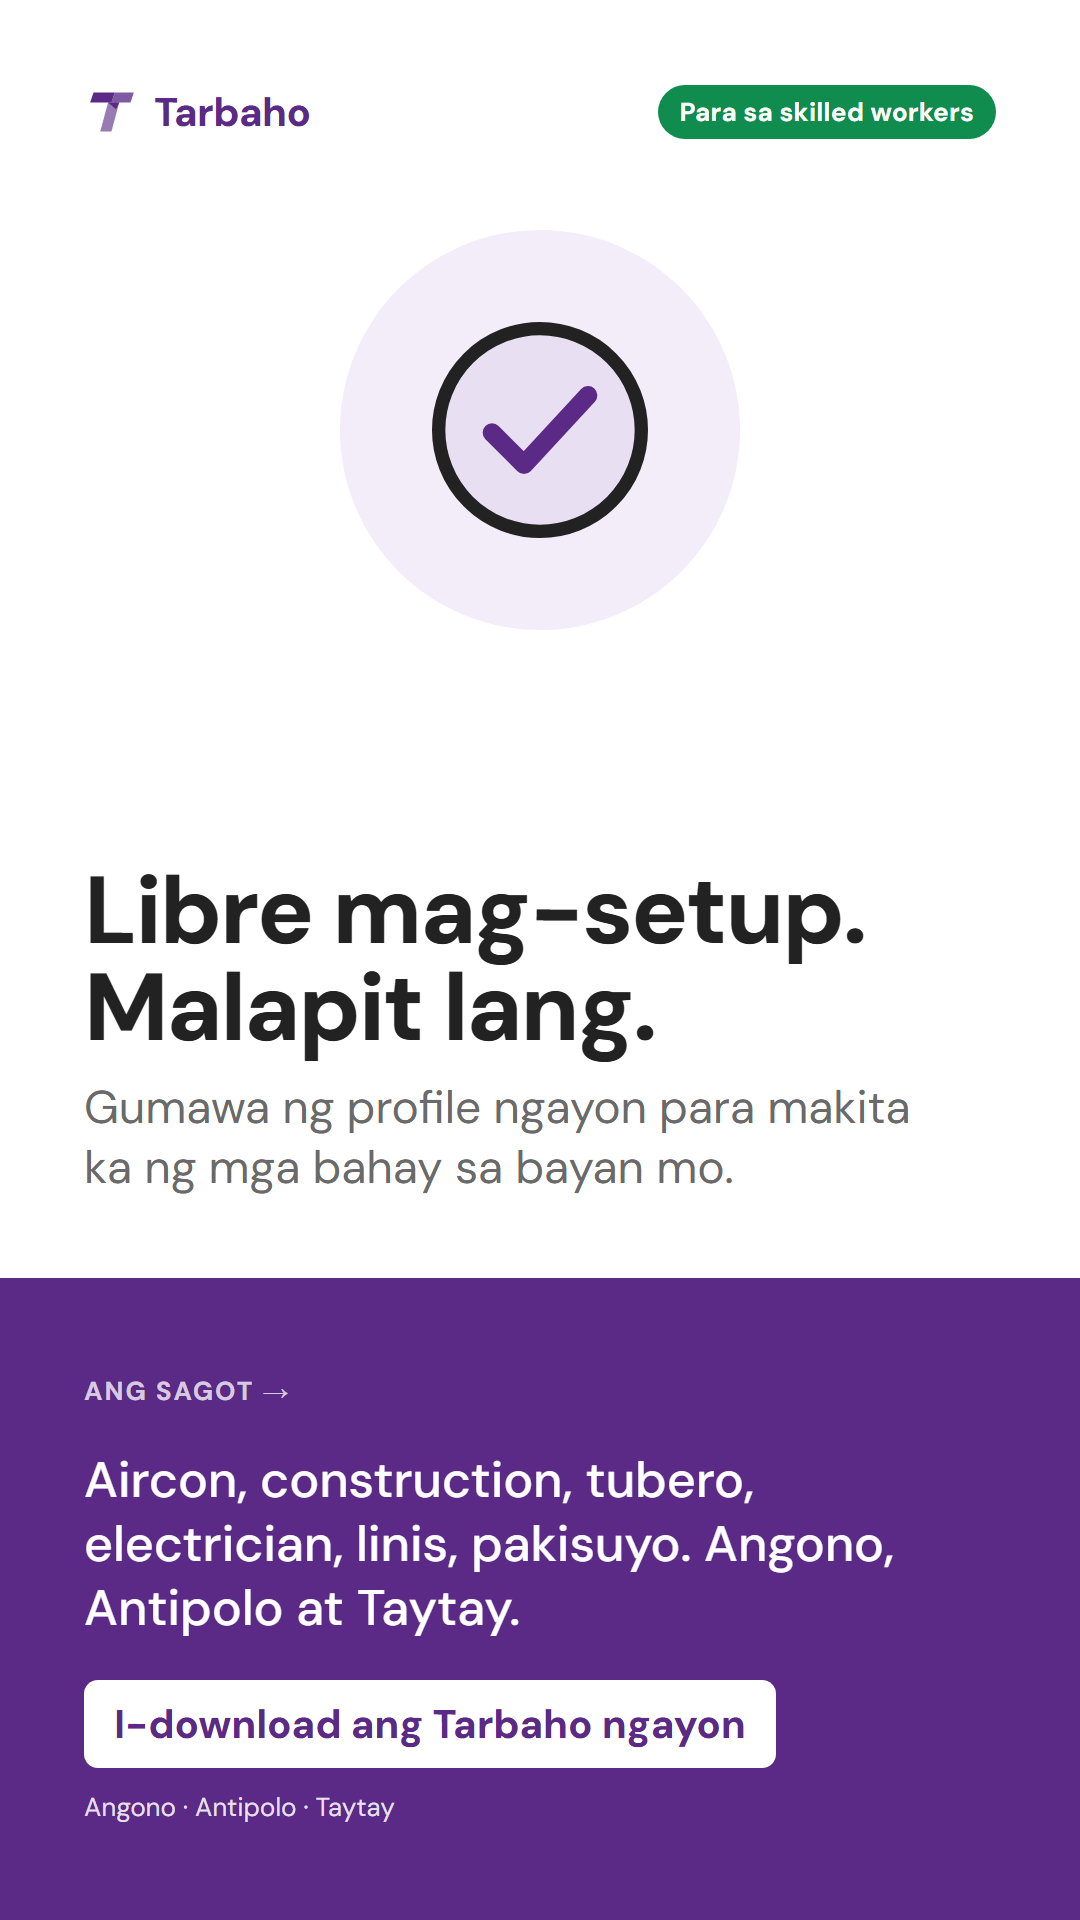 Tarbaho
Para sa skilled workers
Libre mag-setup.
Malapit lang.
Gumawa ng profile ngayon para makita
ka ng mga bahay sa bayan mo.
ANG SAGOT →
Aircon, construction, tubero,
electrician, linis, pakisuyo. Angono,
Antipolo at Taytay.
I-download ang Tarbaho ngayon
Angono · Antipolo · Taytay